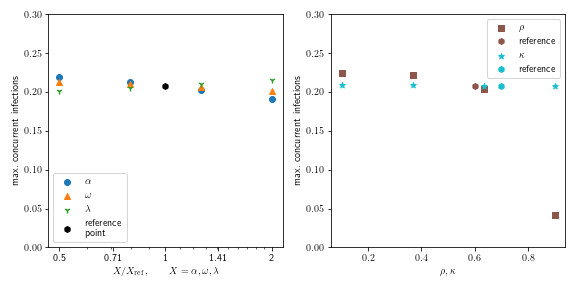 0.30
0.25
0.20
0.15
0.10
0.05
0.00
max. concurrent infections
α
ω
λ
reference
point
0.5
0.71
1
1.41
2
X/X_ref,    X = α, ω, λ
0.30
0.25
0.20
0.15
0.10
0.05
0.00
max. concurrent infections
ρ
reference
κ
reference
0.2
0.4
0.6
0.8
ρ, κ